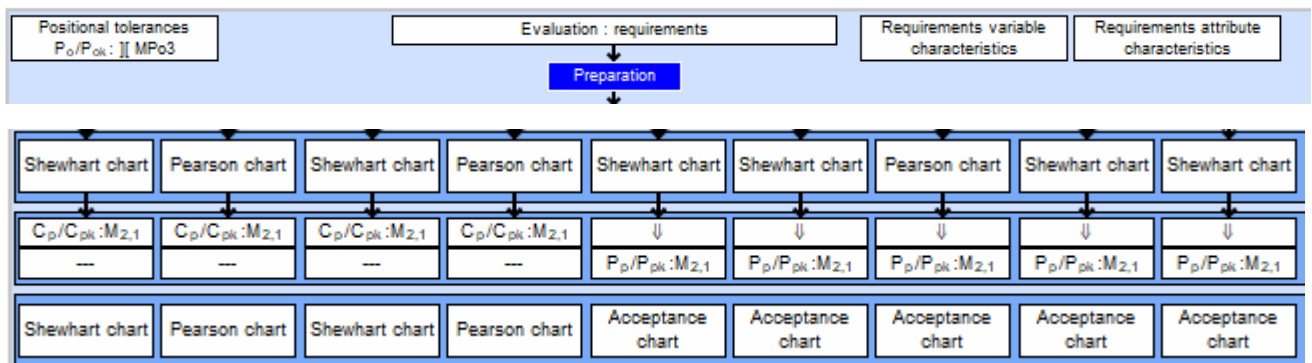 Positional tolerances
Pₒ/Pₒₖ: ][ MPo3
Evaluation : requirements
Requirements variable
characteristics
Requirements attribute
characteristics
Preparation
Shewhart chart Pearson chart Shewhart chart Pearson chart Shewhart chart Shewhart chart Pearson chart Shewhart chart Shewhart chart
Cₚ/Cₚₖ:M₂,₁ Cₚ/Cₚₖ:M₂,₁ Cₚ/Cₚₖ:M₂,₁ Cₚ/Cₚₖ:M₂,₁ ⇓ ⇓ ⇓ ⇓ ⇓
--- --- --- --- Pₚ/Pₚₖ:M₂,₁ Pₚ/Pₚₖ:M₂,₁ Pₚ/Pₚₖ:M₂,₁ Pₚ/Pₚₖ:M₂,₁ Pₚ/Pₚₖ:M₂,₁
Shewhart chart Pearson chart Shewhart chart Pearson chart
Acceptance
chart
Acceptance
chart
Acceptance
chart
Acceptance
chart
Acceptance
chart